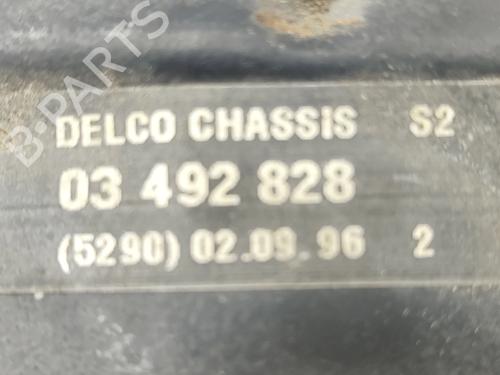 B-PARTS
DELCO CHASSIS S2
03 492 828
(5290) 02.09.96 2